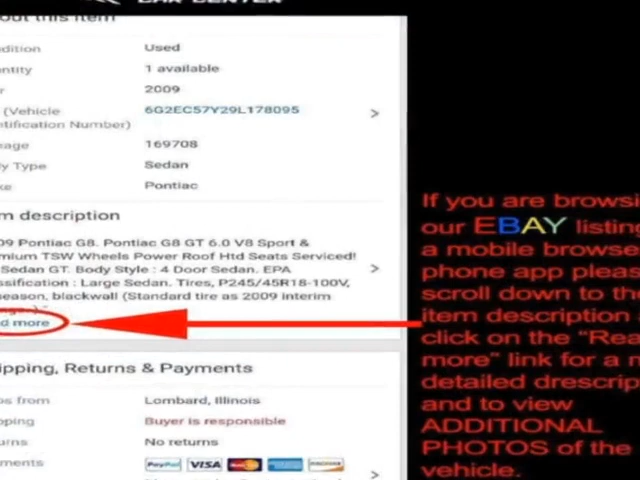 CAR CENTER
out this item
dition Used
ntity 1 available
r 2009
(Vehicle 6G2EC57Y29L178095
ntification Number)
eage 169708
y Type Sedan
ke Pontiac
m description
09 Pontiac G8. Pontiac G8 GT 6.0 V8 Sport &
mium TSW Wheels Power Roof Htd Seats Serviced!
Sedan GT. Body Style : 4 Door Sedan. EPA
ssification : Large Sedan. Tires, P245/45R18-100V,
season, blackwall (Standard tire as 2009 interim
d more
ipping, Returns & Payments
os from Lombard, Illinois
pping Buyer is responsible
urns No returns
ments PayPal VISA
If you are browsi
our EBAY listing
a mobile browse
phone app pleas
scroll down to th
item description
click on the "Rea
more" link for a m
detailed drescrip
and to view
ADDITIONAL
PHOTOS of the
vehicle.